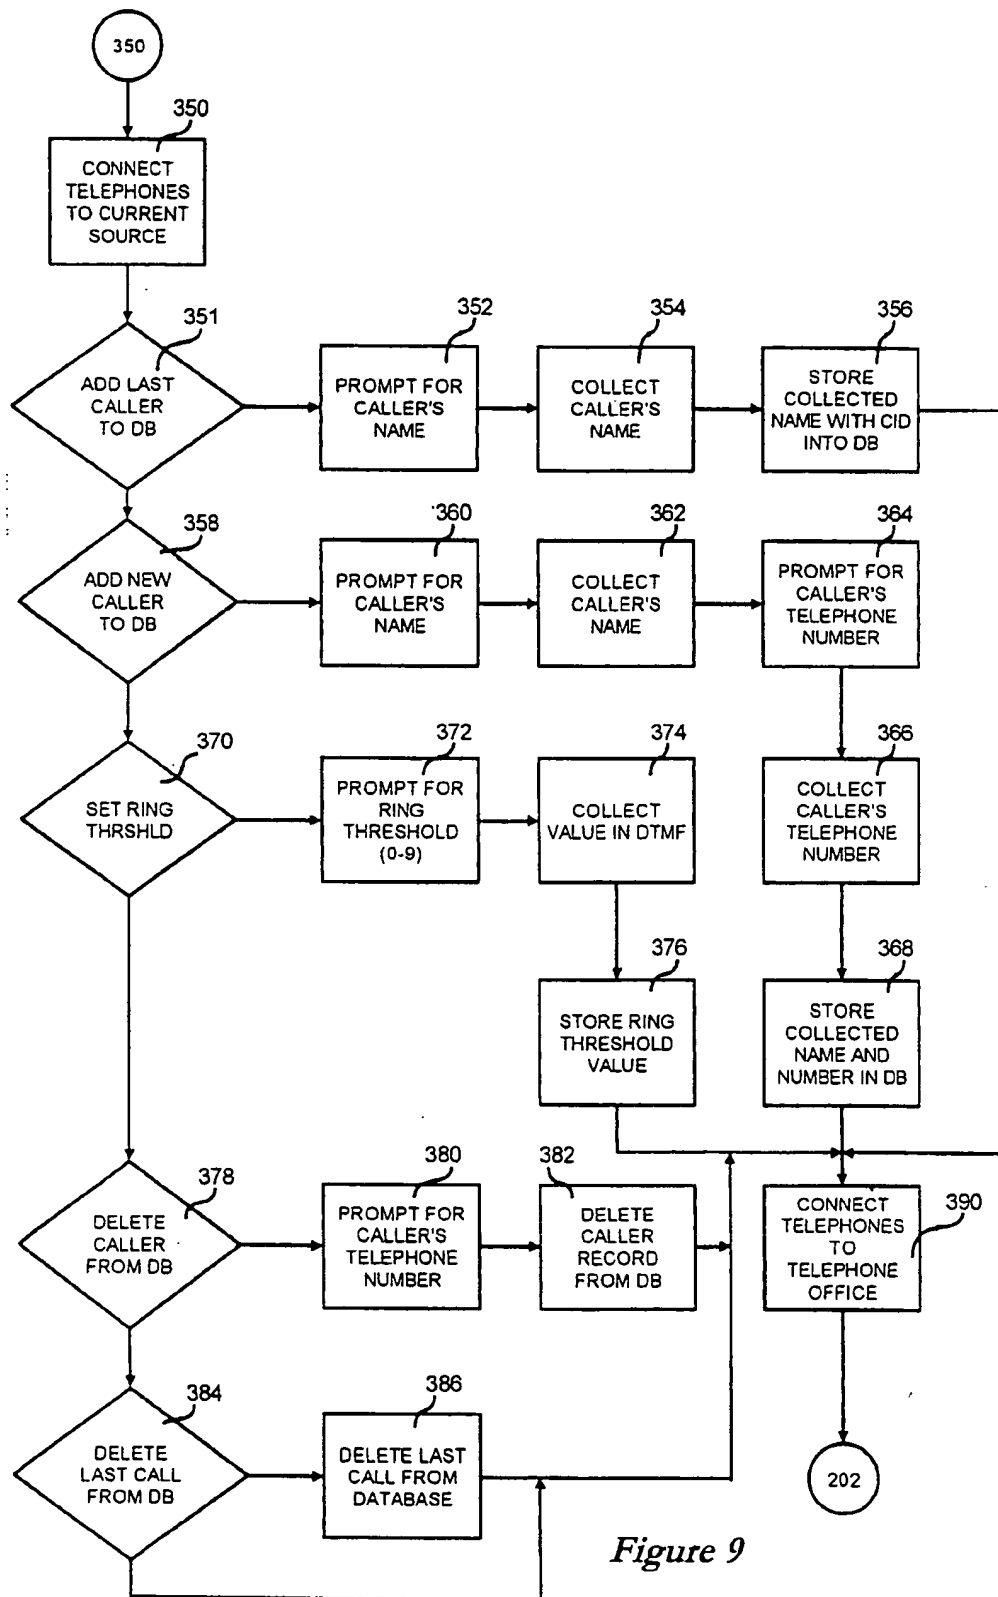 350
350
CONNECT
TELEPHONES
TO CURRENT
SOURCE
351
ADD LAST
CALLER
TO DB
352
PROMPT FOR
CALLER'S
NAME
354
COLLECT
CALLER'S
NAME
356
STORE
COLLECTED
NAME WITH CID
INTO DB
358
ADD NEW
CALLER
TO DB
360
PROMPT FOR
CALLER'S
NAME
362
COLLECT
CALLER'S
NAME
364
PROMPT FOR
CALLER'S
TELEPHONE
NUMBER
370
SET RING
THRSHLD
372
PROMPT FOR
RING
THRESHOLD
(0-9)
374
COLLECT
VALUE IN DTMF
366
COLLECT
CALLER'S
TELEPHONE
NUMBER
376
STORE RING
THRESHOLD
VALUE
368
STORE
COLLECTED
NAME AND
NUMBER IN DB
378
DELETE
CALLER
FROM DB
380
PROMPT FOR
CALLER'S
TELEPHONE
NUMBER
382
DELETE
CALLER
RECORD
FROM DB
390
CONNECT
TELEPHONES
TO
TELEPHONE
OFFICE
384
DELETE
LAST CALL
FROM DB
386
DELETE LAST
CALL FROM
DATABASE
202
Figure 9